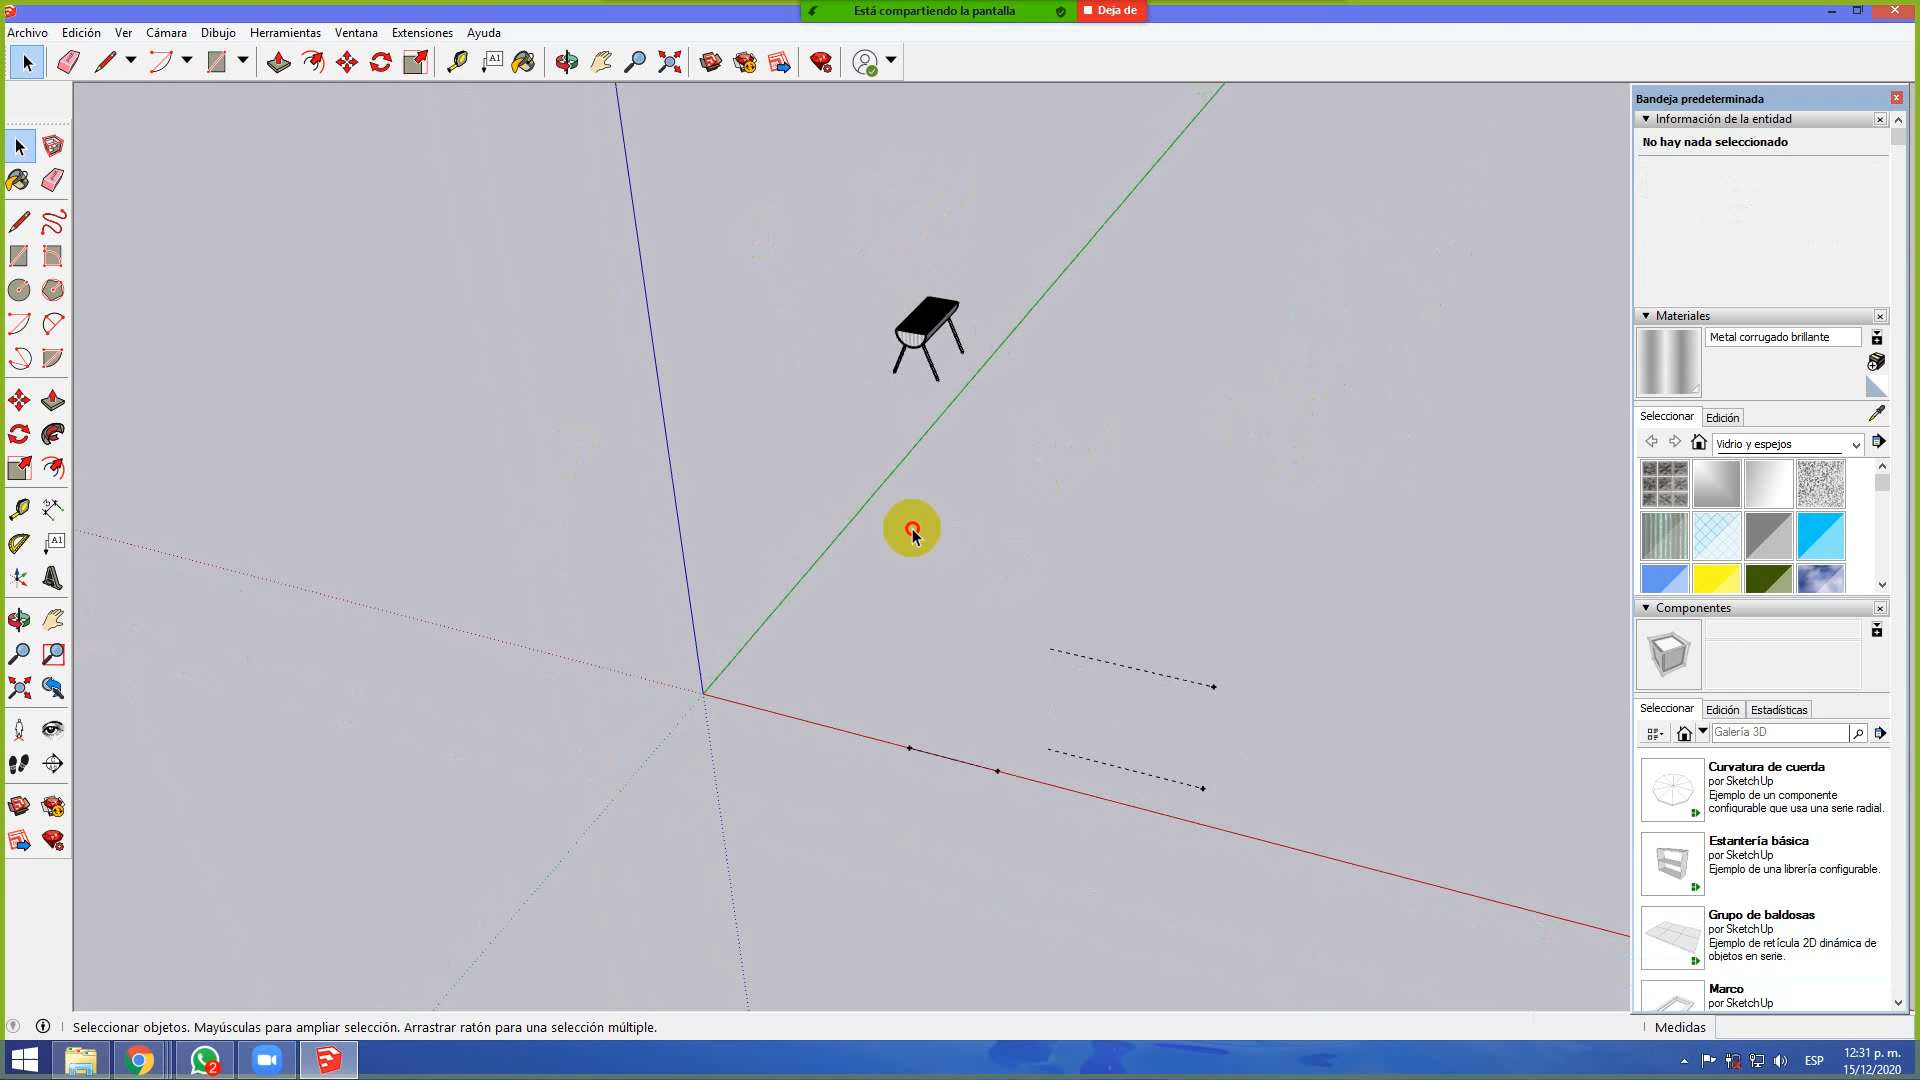 Está compartiendo la pantalla
Deja de
Archivo Edición Ver Cámara Dibujo Herramientas Ventana Extensiones Ayuda
A1
Bandeja predeterminada
Información de la entidad
No hay nada seleccionado
Materiales
Metal corrugado brillante
Seleccionar Edición
Vidrio y espejos
A1
Componentes
Seleccionar Edición Estadísticas
Galería 3D
Curvatura de cuerda
por SketchUp
Ejemplo de un componente
configurable que usa una serie radial.
Estantería básica
por SketchUp
Ejemplo de una librería configurable.
Grupo de baldosas
por SketchUp
Ejemplo de retícula 2D dinámica de
objetos en serie.
Marco
por SketchUp
Seleccionar objetos. Mayúsculas para ampliar selección. Arrastrar ratón para una selección múltiple.
Medidas
2
ESP
12:31 p. m.
15/12/2020